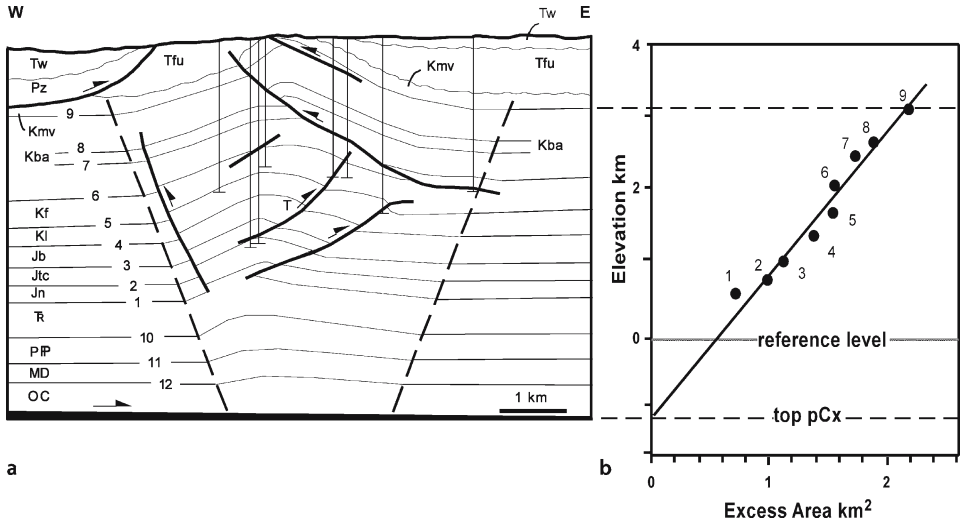 W
E
Tw
Tw
Tfu
Kmv
Tfu
Pz
Kmv
9
Kba
8
7
Kba
6
Kf
5
T
Kl
4
Jb
3
Jtc
2
Jn
1
TR
10
PIP
11
MD
12
OC
1 km
a
Elevation km
4
2
0
9
8
7
6
5
4
3
2
1
reference level
top pCx
0
1
2
Excess Area km²
b